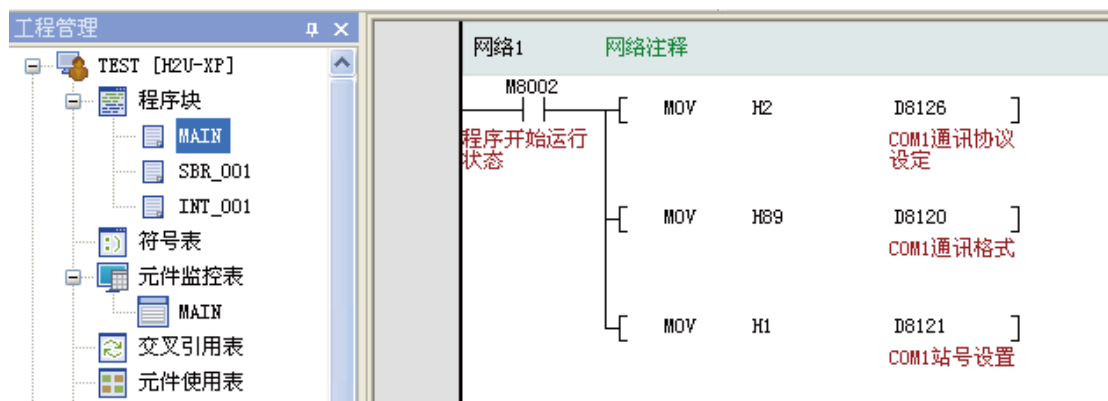 工程管理
TEST [H2U-XP]
程序块
MAIN
SBR_001
INT_001
符号表
元件监控表
MAIN
交叉引用表
元件使用表
网络1 网络注释
M8002
MOV H2 D8126
程序开始运行
状态
COM1通讯协议
设定
MOV H89 D8120
COM1通讯格式
MOV H1 D8121
COM1站号设置